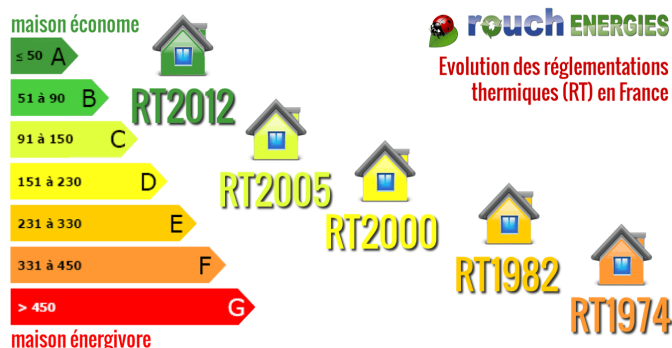 maison économe
≤ 50 A
51 à 90 B
91 à 150 C
151 à 230 D
231 à 330 E
331 à 450 F
> 450 G
maison énergivore
rouch ENERGIES
Evolution des réglementations
thermiques (RT) en France
RT2012
RT2005
RT2000
RT1982
RT1974